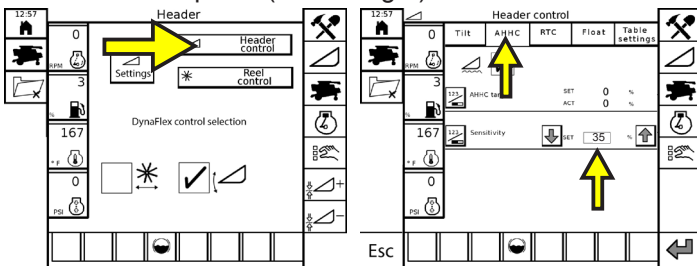 12:57
Header
0
RPM
3
%
167
° F
0
PSI
Header
control
Settings
Reel
control
DynaFlex control selection
+
-
12:57
Header control
0
RPM
3
%
167
° F
0
PSI
Tilt AHHC RTC Float Table
settings
123 AHHC
SET 0 %
ACT 0 %
123 Sensitivity SET 35 %
Esc